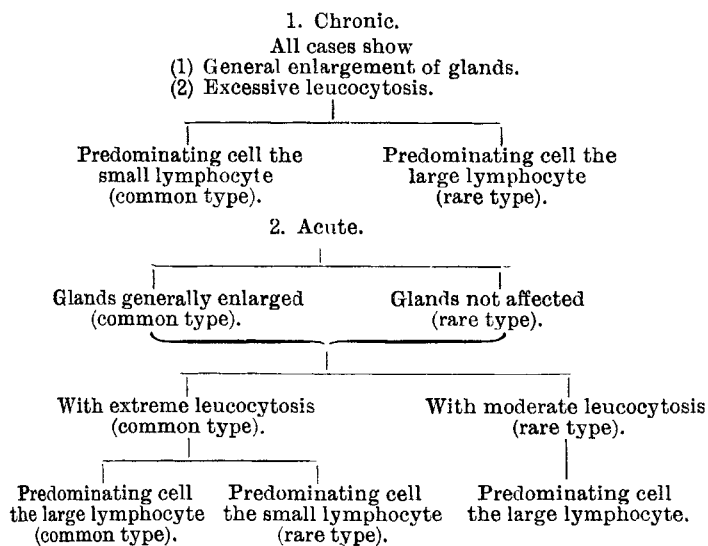 1. Chronic.
All cases show
(1) General enlargement of glands.
(2) Excessive leucocytosis.
Predominating cell the
small lymphocyte
(common type).
Predominating cell the
large lymphocyte
(rare type).
2. Acute.
Glands generally enlarged
(common type).
Glands not affected
(rare type).
With extreme leucocytosis
(common type).
With moderate leucocytosis
(rare type).
Predominating cell
the large lymphocyte
(common type).
Predominating cell
the small lymphocyte
(rare type).
Predominating cell
the large lymphocyte.